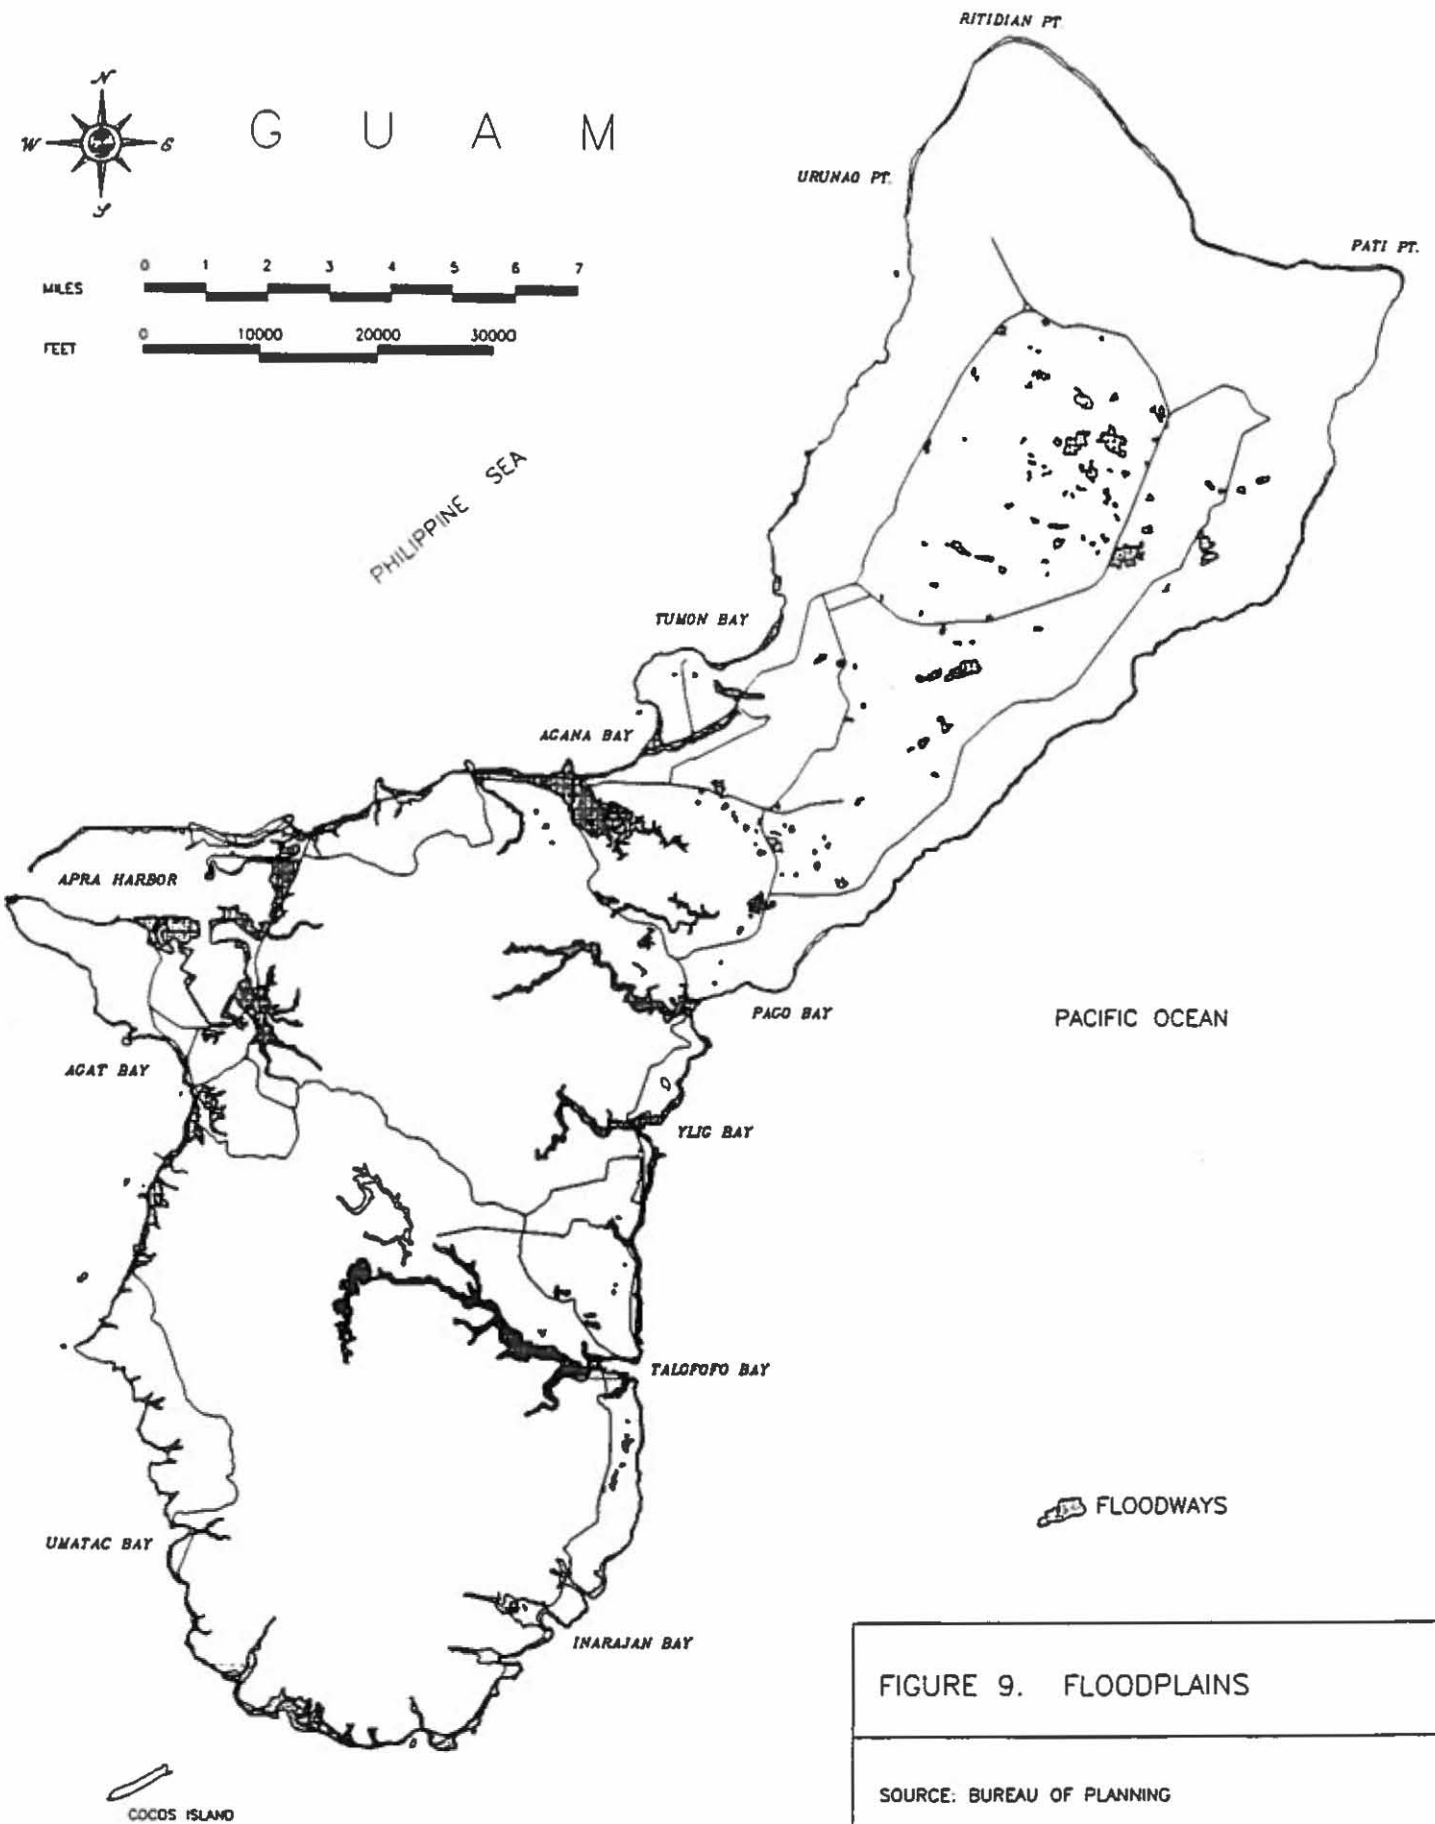 RITIDIAN PT.
N
W E
S
G U A M
URUNAO PT.
PATI PT.
MILES 0 1 2 3 4 5 6 7
FEET 0 10000 20000 30000
PHILIPPINE SEA
TUMON BAY
AGANA BAY
APRA HARBOR
PAGO BAY
PACIFIC OCEAN
AGAT BAY
YLIG BAY
TALOFOFO BAY
FLOODWAYS
UMATAC BAY
INARAJAN BAY
FIGURE 9. FLOODPLAINS
SOURCE: BUREAU OF PLANNING
COCOS ISLAND